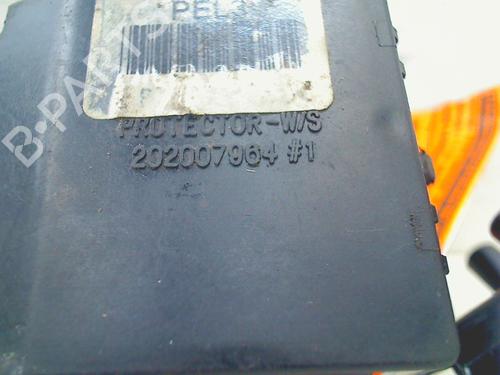 PEL
PROTECTOR-W/S
202007964 #1
B-PARTS